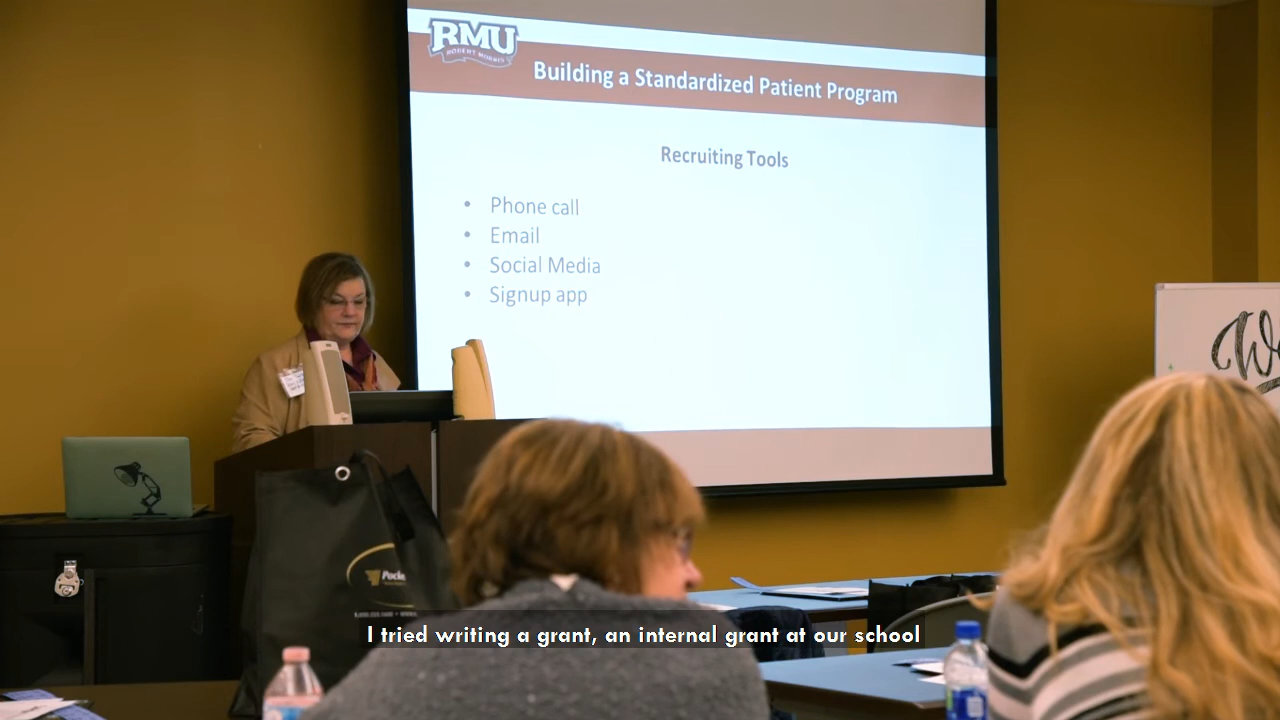 RMU
ROBERT MORRIS
Building a Standardized Patient Program
Recruiting Tools
• Phone call
• Email
• Social Media
• Signup app
I tried writing a grant, an internal grant at our school